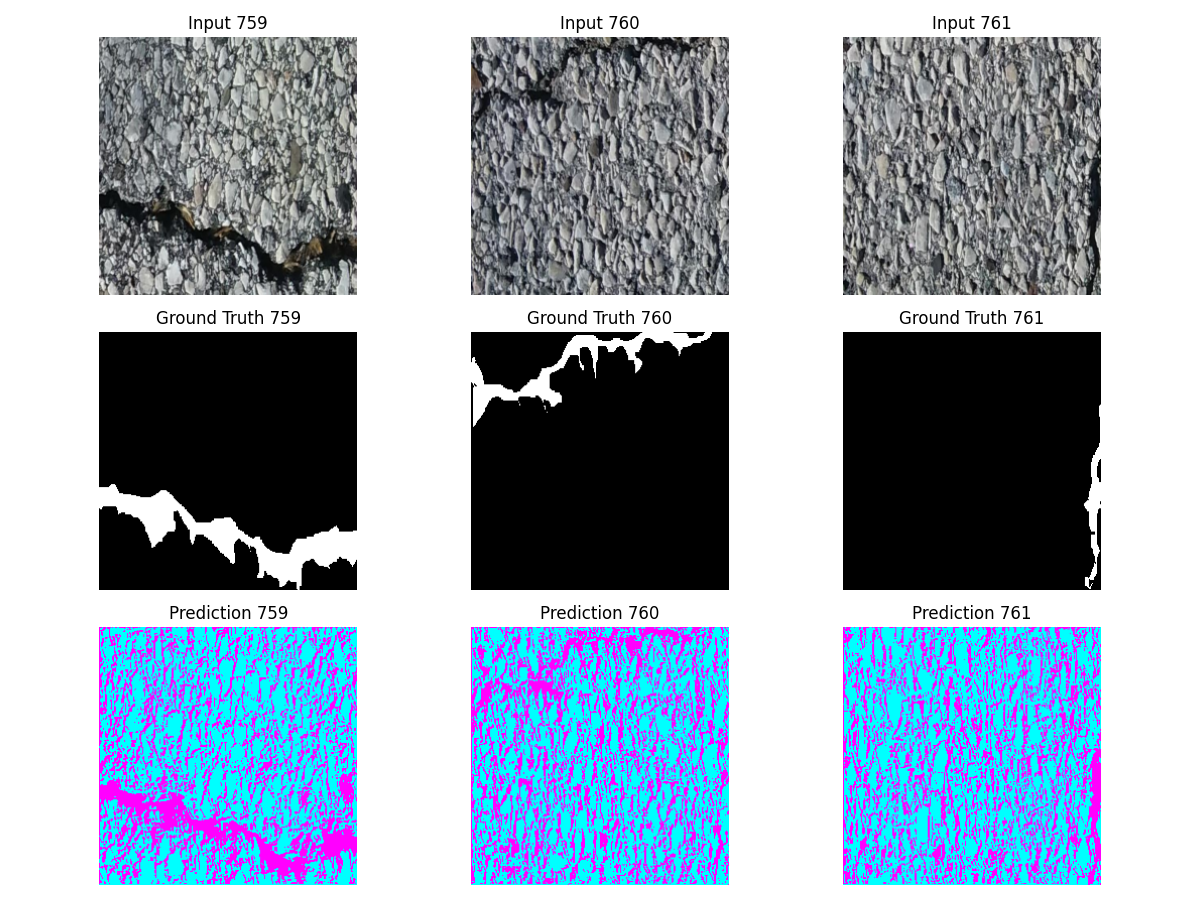 Input 759
Input 760
Input 761
Ground Truth 759
Ground Truth 760
Ground Truth 761
Prediction 759
Prediction 760
Prediction 761